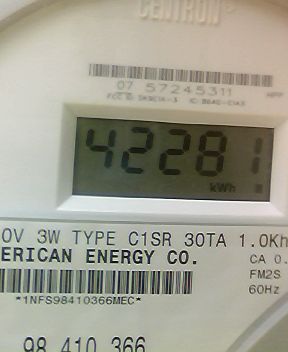 CENTRON
07 57245311
42281
kWh
0V 3W TYPE C1SR 30TA 1.0Kh
ERICAN ENERGY CO.
CA 0.
FM2S
60Hz
*1NFS98410366MEC*
98 410 366